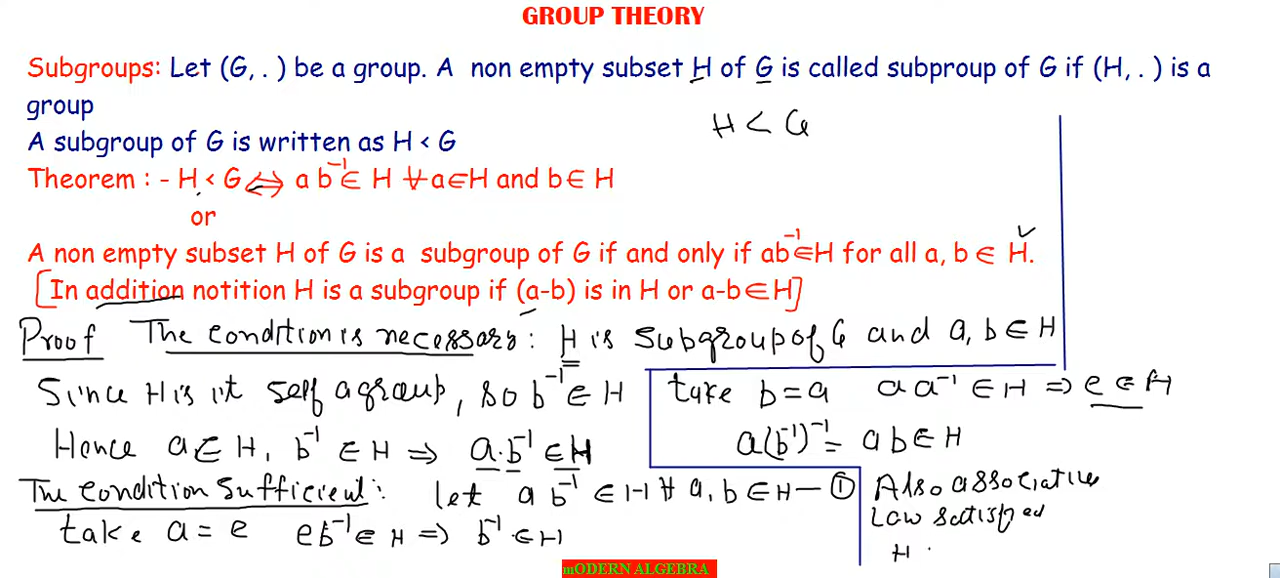 GROUP THEORY
Subgroups: Let (G, . ) be a group. A non empty subset H of G is called subproup of G if (H, . ) is a
group
H < G
A subgroup of G is written as H < G
Theorem : - H < G ⇔ a b⁻¹ ∈ H ∀ a∈H and b∈ H
or
A non empty subset H of G is a subgroup of G if and only if ab⁻¹∈H for all a, b ∈ H. ✓
[In addition notition H is a subgroup if (a-b) is in H or a-b∈H]
Proof The condition is necessary: H is subgroup of G and a, b ∈ H
Since H is it self a group, so b⁻¹ ∈ H
Hence a∈ H, b⁻¹ ∈ H ⇒ a.b⁻¹ ∈ H
The condition sufficient: let a b⁻¹ ∈ H ∀ a, b ∈ H — ①
take a = e eb⁻¹ ∈ H ⇒ b⁻¹ ∈ H
take b = a a a⁻¹ ∈ H ⇒ e ∈ H
a(b⁻¹)⁻¹ = ab ∈ H
Also associative
Law satisfied
H .
mODERN ALGEBRA